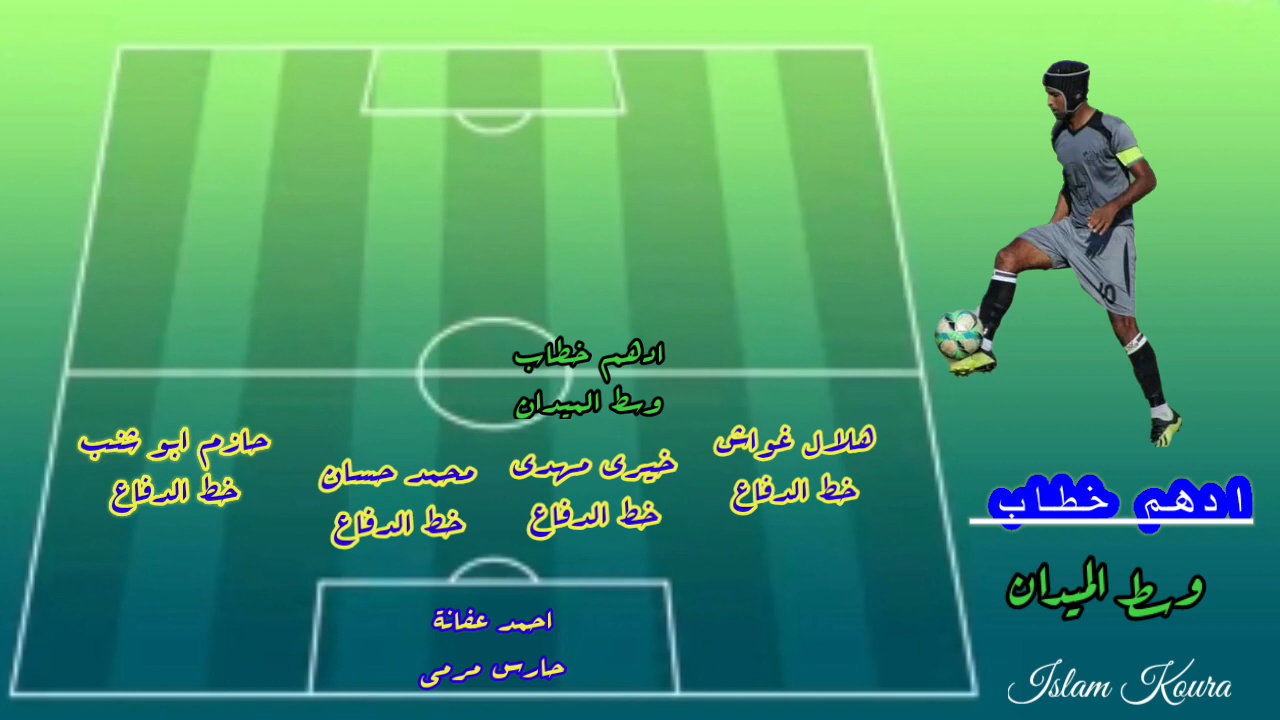 ادهم خطاب
وسط الميدان
هلال غواش
خط الدفاع
خيرى مهدى
خط الدفاع
محمد حسان
خط الدفاع
حازم ابو شنب
خط الدفاع
احمد عفانة
حارس مرمى
ادهم خطاب
وسط الميدان
Islam Koura